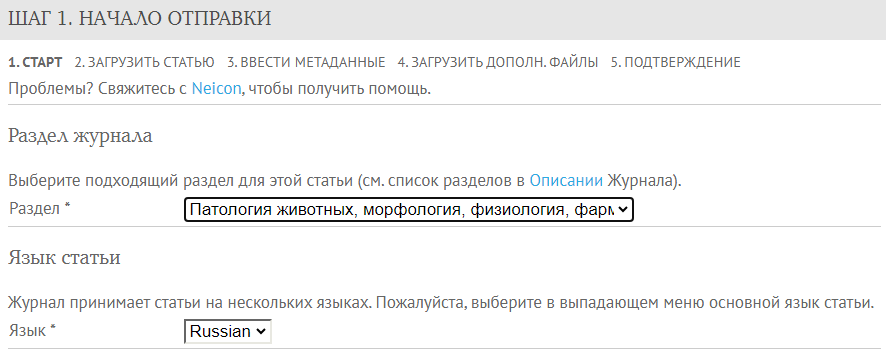 ШАГ 1. НАЧАЛО ОТПРАВКИ
1. СТАРТ 2. ЗАГРУЗИТЬ СТАТЬЮ 3. ВВЕСТИ МЕТАДАННЫЕ 4. ЗАГРУЗИТЬ ДОПОЛН. ФАЙЛЫ 5. ПОДТВЕРЖДЕНИЕ
Проблемы? Свяжитесь с Neicon, чтобы получить помощь.
Раздел журнала
Выберите подходящий раздел для этой статьи (см. список разделов в Описании Журнала).
Раздел * Патология животных, морфология, физиология, фарм
Язык статьи
Журнал принимает статьи на нескольких языках. Пожалуйста, выберите в выпадающем меню основной язык статьи.
Язык * Russian